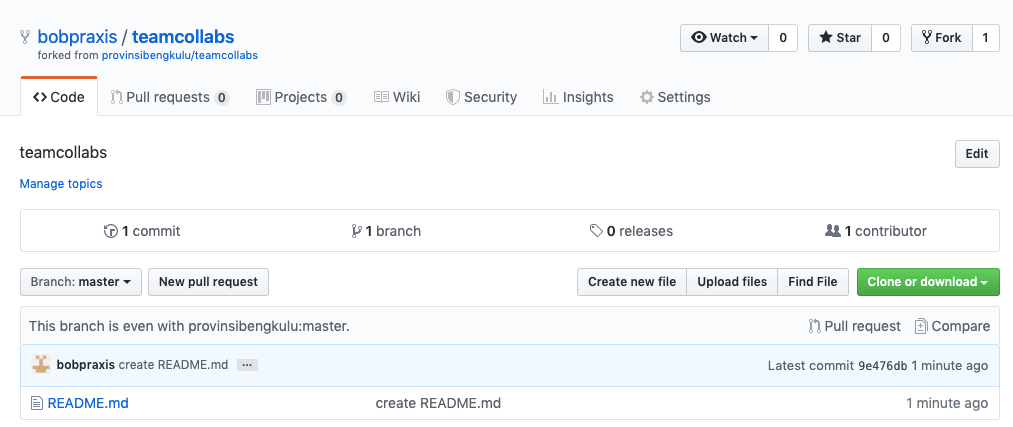 bobpraxis / teamcollabs
Watch 0 Star 0 Fork 1
forked from provinsibengkulu/teamcollabs
Code Pull requests 0 Projects 0 Wiki Security Insights Settings
teamcollabs
Edit
Manage topics
1 commit 1 branch 0 releases 1 contributor
Branch: master New pull request Create new file Upload files Find File Clone or download
This branch is even with provinsibengkulu:master. Pull request Compare
bobpraxis create README.md ... Latest commit 9e476db 1 minute ago
README.md create README.md 1 minute ago